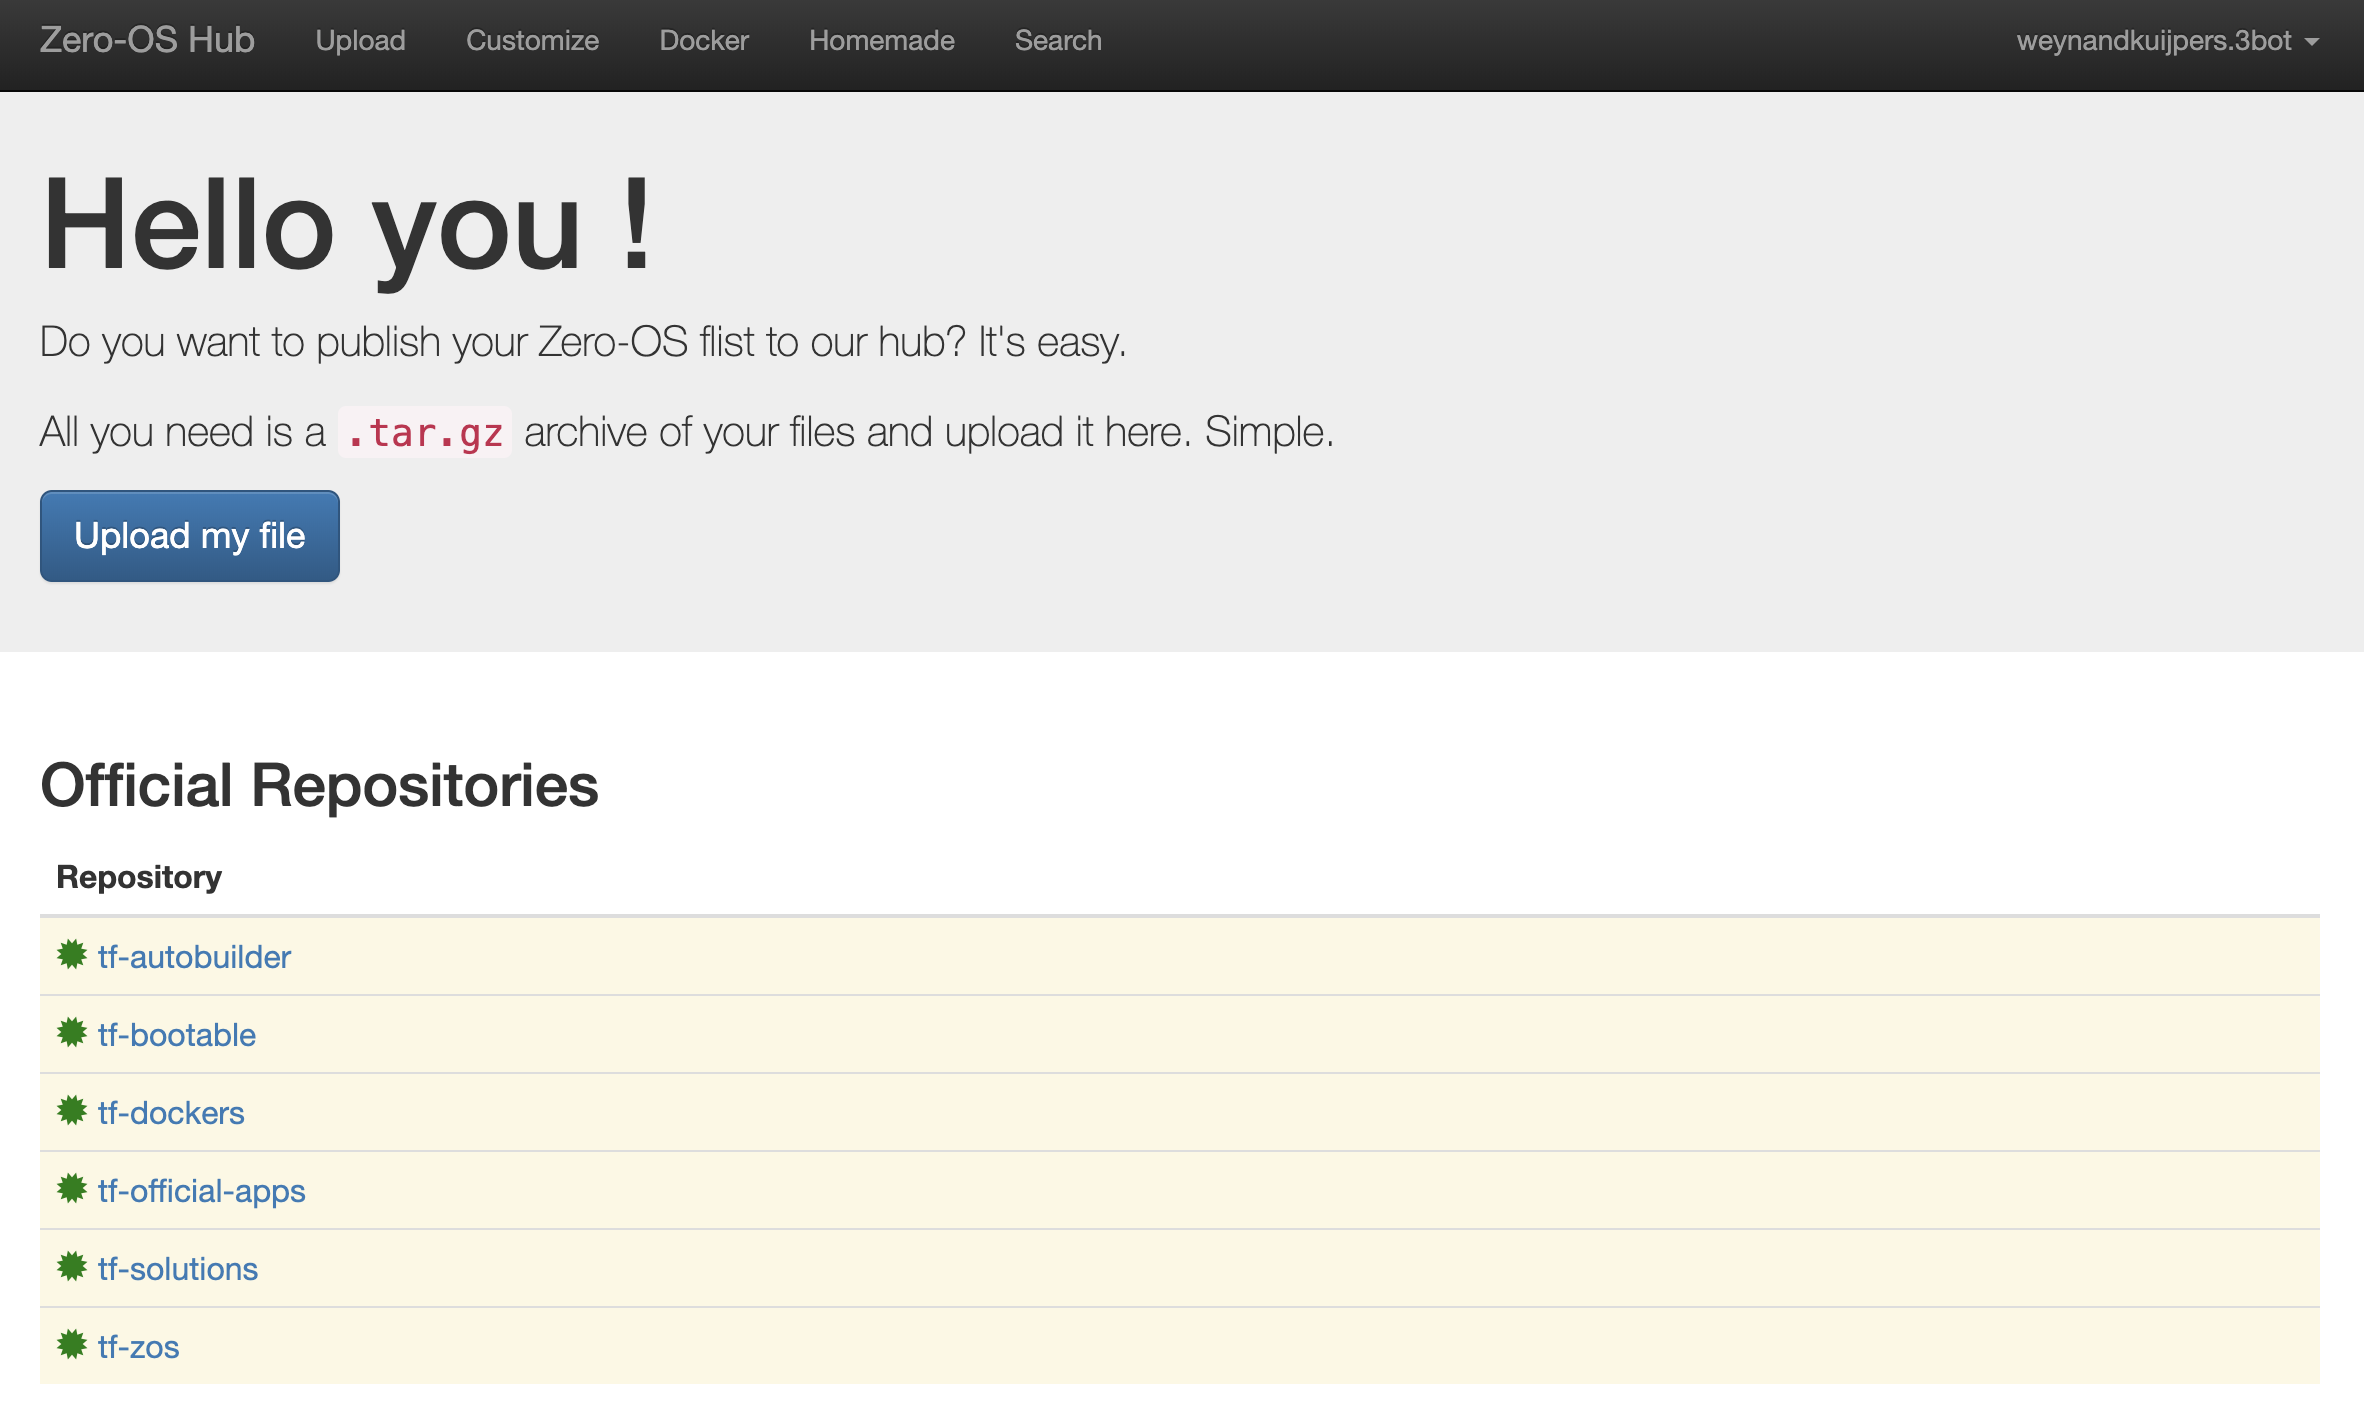 Zero-OS Hub Upload Customize Docker Homemade Search weynandkuijpers.3bot
Hello you !
Do you want to publish your Zero-OS flist to our hub? It's easy.
All you need is a .tar.gz archive of your files and upload it here. Simple.
Upload my file
Official Repositories
Repository
tf-autobuilder
tf-bootable
tf-dockers
tf-official-apps
tf-solutions
tf-zos